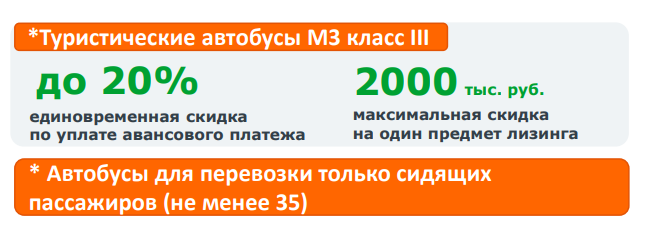 *Туристические автобусы М3 класс III
до 20%
единовременная скидка
по уплате авансового платежа
2000 тыс. руб.
максимальная скидка
на один предмет лизинга
* Автобусы для перевозки только сидящих
пассажиров (не менее 35)